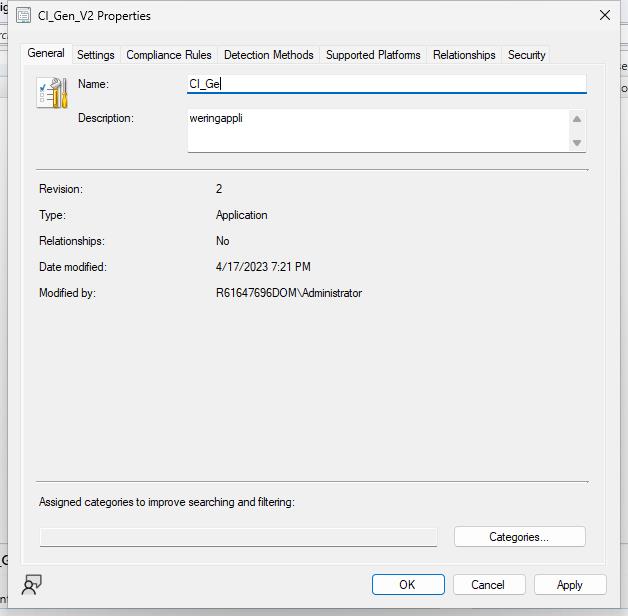 CI_Gen_V2 Properties
General Settings Compliance Rules Detection Methods Supported Platforms Relationships Security
Name: CI_Ge
Description: weringappli
Revision: 2
Type: Application
Relationships: No
Date modified: 4/17/2023 7:21 PM
Modified by: R61647696DOM\Administrator
Assigned categories to improve searching and filtering:
Categories...
OK Cancel Apply